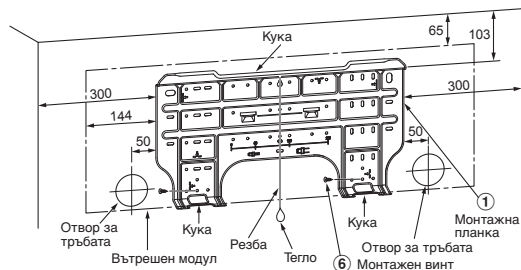 65
103
Кука
300
300
144
50
50
1
Монтажна
планка
Отвор за
тръбата
Вътрешен модул
Кука
Резба
Тегло
6 Монтажен винт
Кука
Отвор за
тръбата